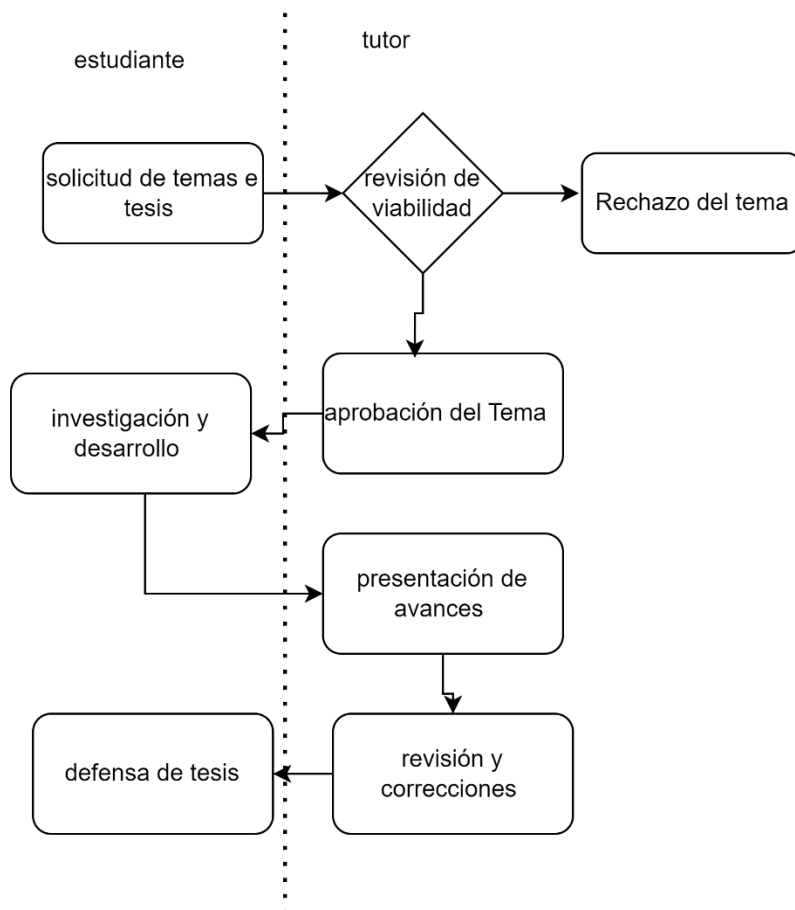 estudiante
tutor
solicitud de temas e
tesis
revisión de
viabilidad
Rechazo del tema
aprobación del Tema
investigación y
desarrollo
presentación de
avances
revisión y
correcciones
defensa de tesis